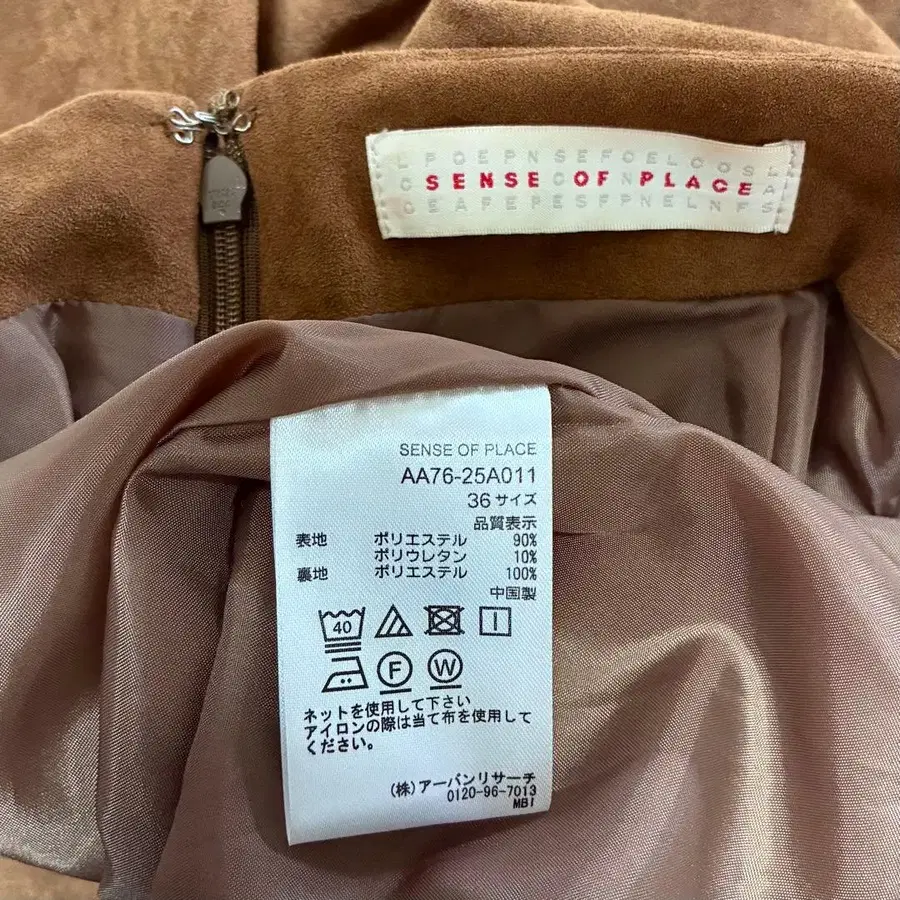 L P O E P N S E F O E L C O S L
SENSE OF PLACE
O E A F E P E S F P N E L N F S
SENSE OF PLACE
AA76-25A011
36サイズ
品質表示
表地 ポリエステル 90%
ポリウレタン 10%
裏地 ポリエステル 100%
中国製
40
F W
ネットを使用して下さい
アイロンの際は当て布を使用して
ください。
(株)アーバンリサーチ
0120-96-7013
MBI